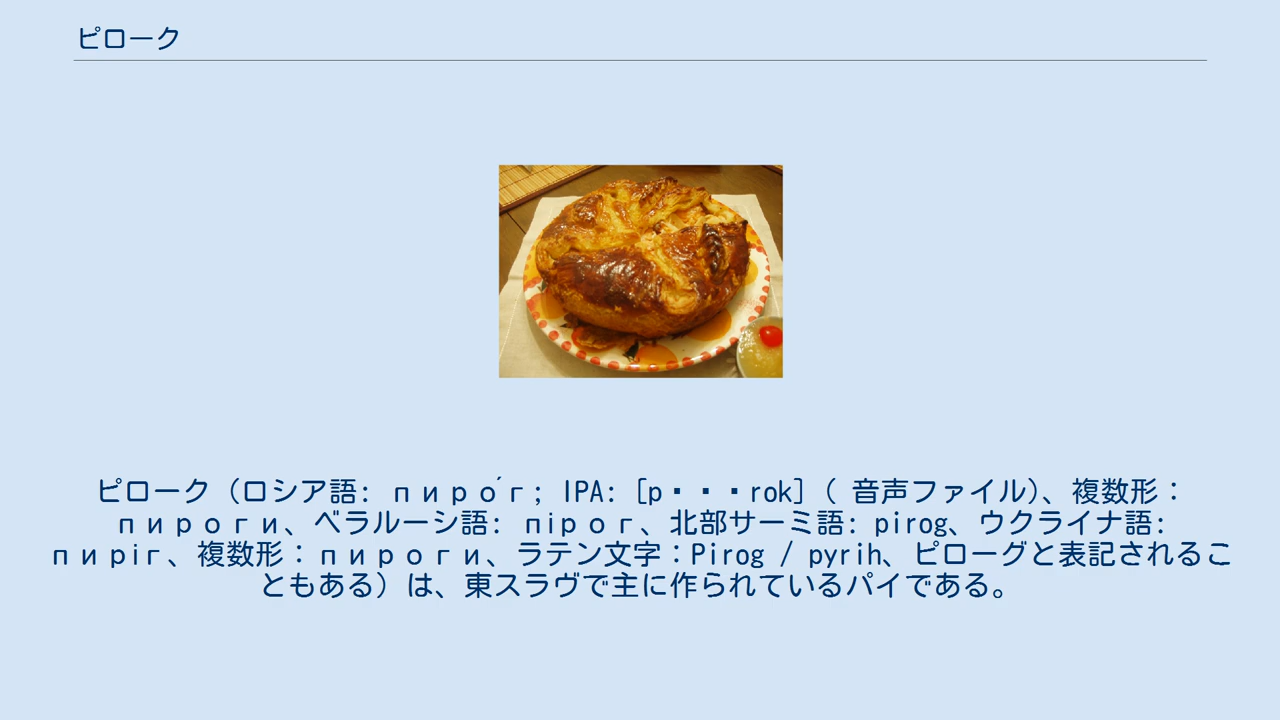 ピローク
ピローク（ロシア語: пиро́г; IPA: [p・・・rok] ( 音声ファイル)、複数形：
пироги、ベラルーシ語: піpог、北部サーミ語: pirog、ウクライナ語:
пиріг、複数形：пироги、ラテン文字：Pirog / pyrih、ピローグと表記されるこ
ともある）は、東スラヴで主に作られているパイである。